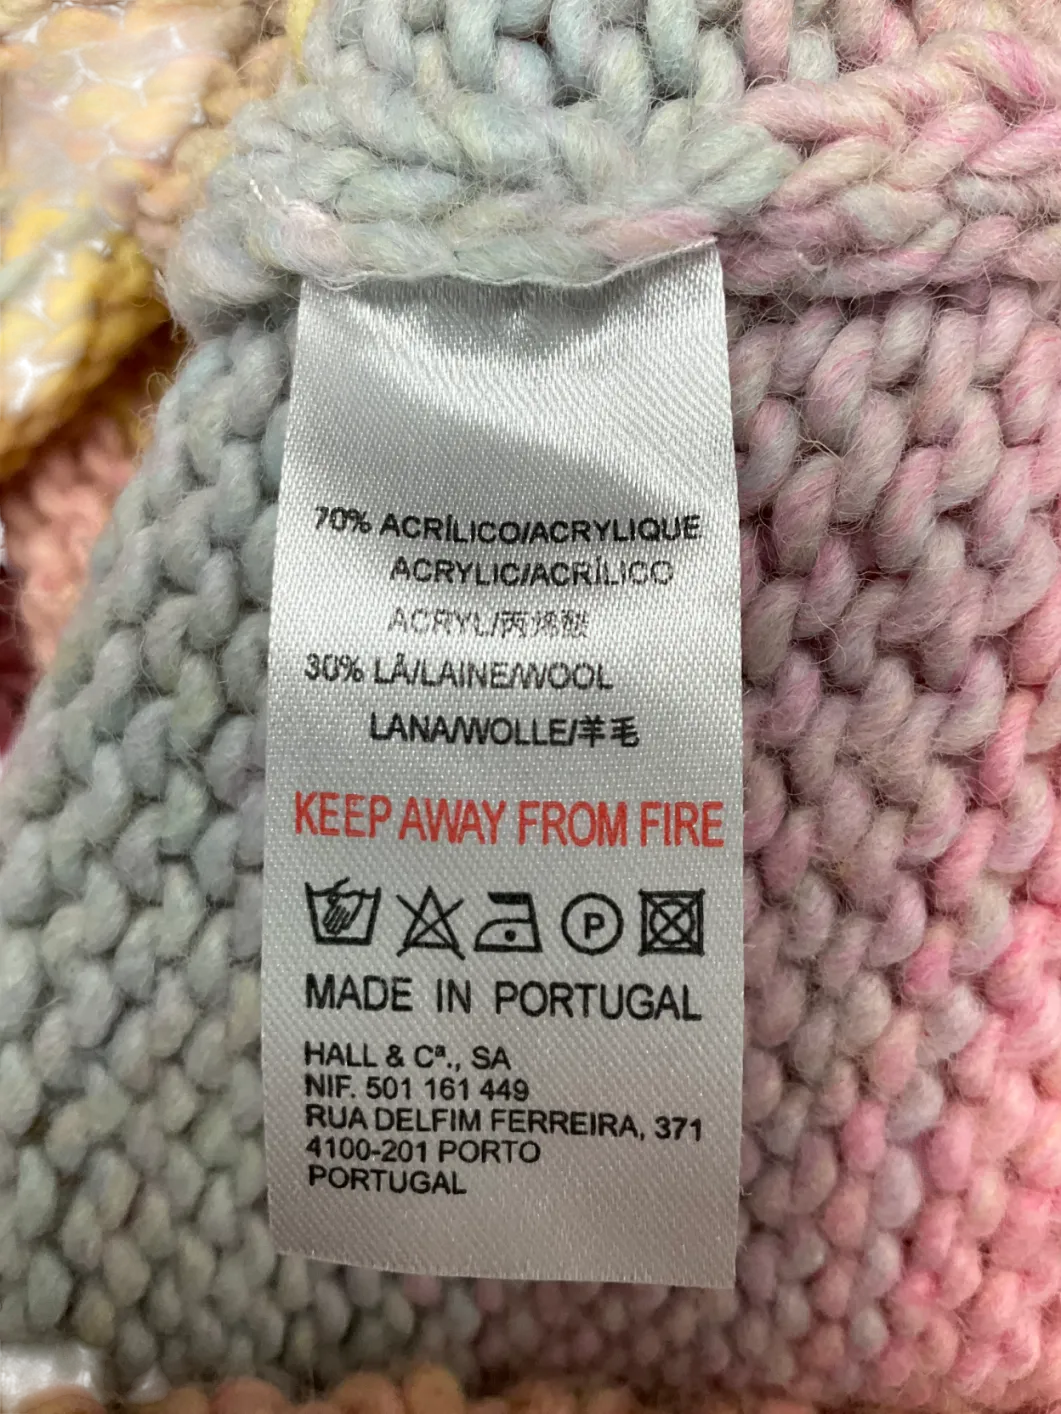 70% ACRÍLICO/ACRYLIQUE
ACRYLIC/ACRÍLICO
ACRYL/丙烯酸
30% LÃ/LAINE/WOOL
LANA/WOLLE/羊毛
KEEP AWAY FROM FIRE
P
MADE IN PORTUGAL
HALL & Cª., SA
NIF. 501 161 449
RUA DELFIM FERREIRA, 371
4100-201 PORTO
PORTUGAL